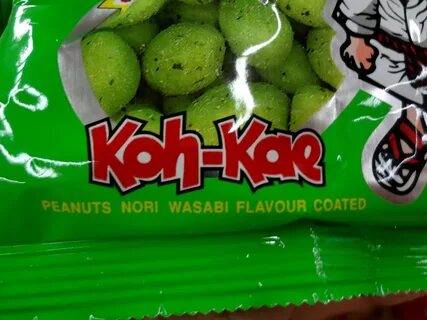 Koh-Kae
PEANUTS NORI WASABI FLAVOUR COATED